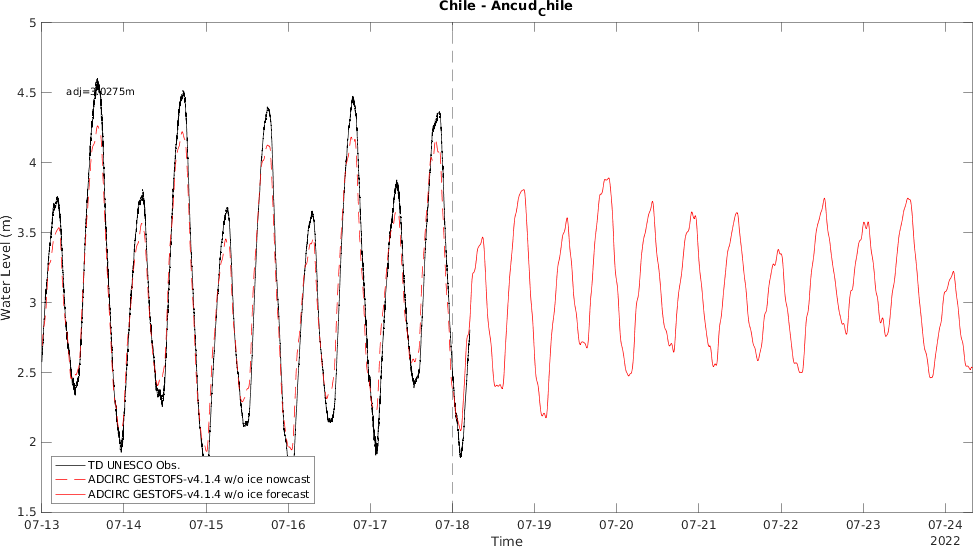 Chile - Ancud_Chile
5
4.5
4
3.5
3
2.5
2
1.5
Water Level (m)
adj=3.0275m
TD UNESCO Obs.
ADCIRC GESTOFS-v4.1.4 w/o ice nowcast
ADCIRC GESTOFS-v4.1.4 w/o ice forecast
07-13 07-14 07-15 07-16 07-17 07-18 07-19 07-20 07-21 07-22 07-23 07-24
Time 2022